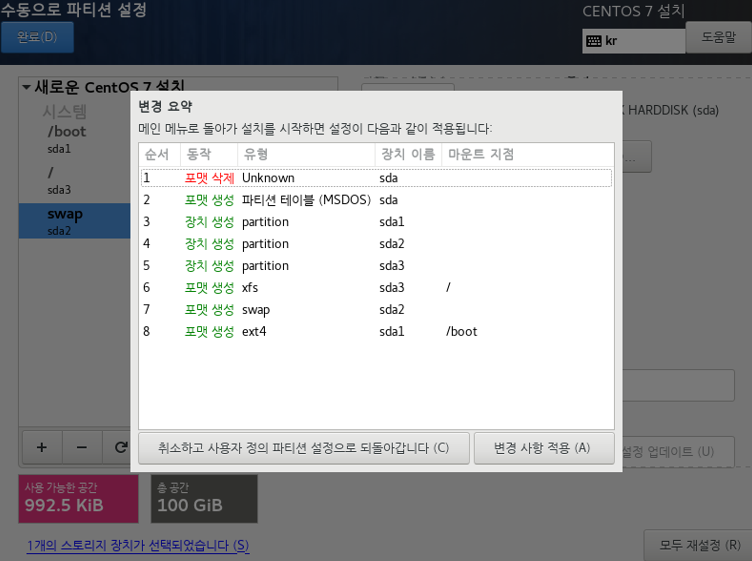 수동으로 파티션 설정
CENTOS 7 설치
완료(D)
kr
도움말
새로운 CentOS 7 설치
시스템
/boot
sda1
/
sda3
swap
sda2
HARDDISK (sda)
변경 요약
메인 메뉴로 돌아가 설치를 시작하면 설정이 다음과 같이 적용됩니다:
순서 동작 유형 장치 이름 마운트 지점
1 포맷 삭제 Unknown sda
2 포맷 생성 파티션 테이블 (MSDOS) sda
3 장치 생성 partition sda1
4 장치 생성 partition sda2
5 장치 생성 partition sda3
6 포맷 생성 xfs sda3 /
7 포맷 생성 swap sda2
8 포맷 생성 ext4 sda1 /boot
취소하고 사용자 정의 파티션 설정으로 되돌아갑니다 (C)
변경 사항 적용 (A)
설정 업데이트 (U)
사용 가능한 공간
992.5 KiB
총 공간
100 GiB
1개의 스토리지 장치가 선택되었습니다 (S)
모두 재설정 (R)